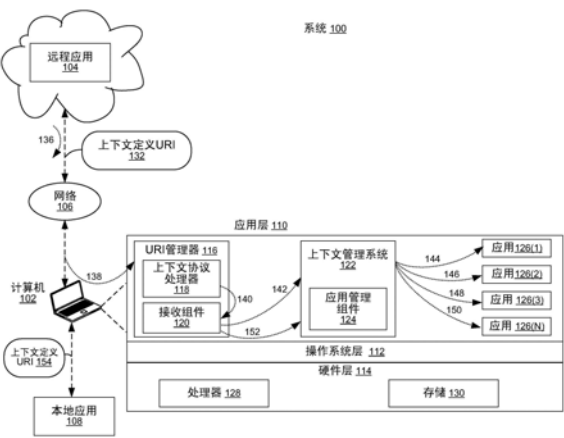 系统 100
远程应用
104
136
上下文定义URI
132
网络
106
应用层 110
URI管理器 116
上下文协议
处理器
118
接收组件
120
138
140
142
152
上下文管理系统
122
应用管理
组件
124
144
146
148
150
应用126(1)
应用126(2)
应用 126(3)
应用 126(N)
计算机
102
操作系统层 112
硬件层 114
处理器 128
存储 130
上下文定义
URI 154
本地应用
108